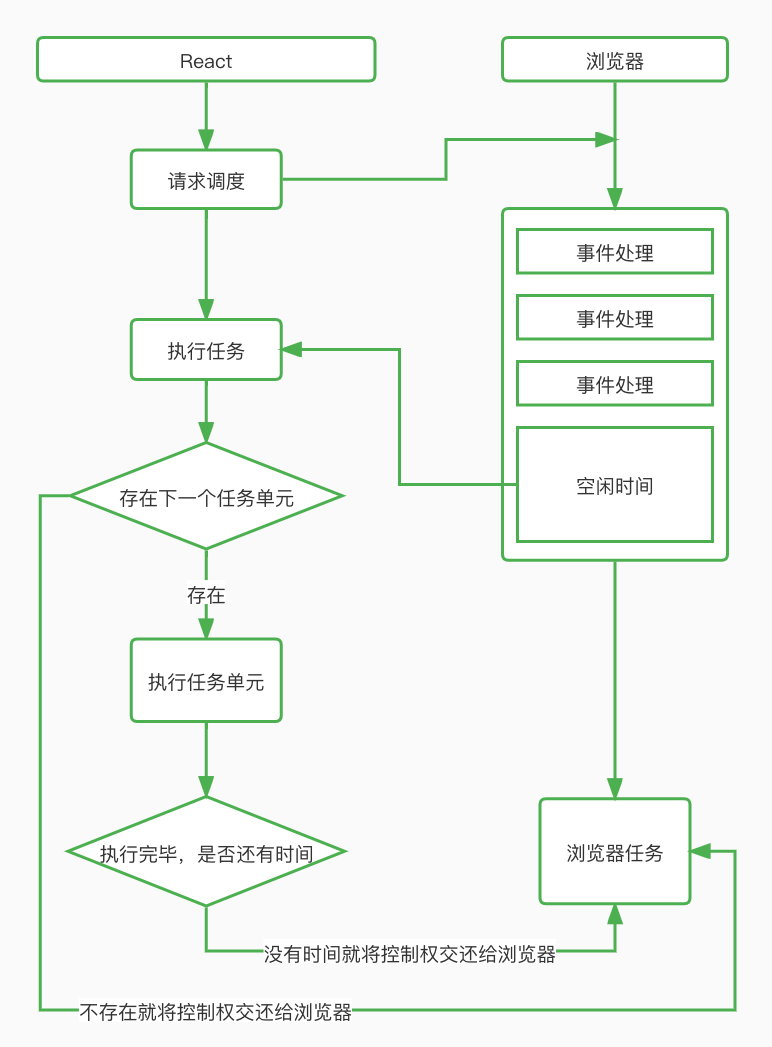 React
浏览器
请求调度
事件处理
事件处理
执行任务
事件处理
空闲时间
存在下一个任务单元
存在
执行任务单元
执行完毕，是否还有时间
浏览器任务
没有时间就将控制权交还给浏览器
不存在就将控制权交还给浏览器